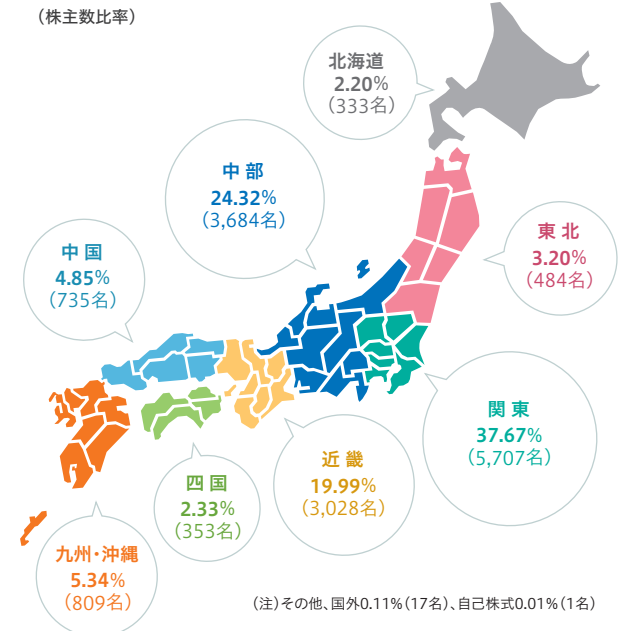 （株主数比率）
北海道
2.20%
（333名）
中部
24.32%
（3,684名）
東北
3.20%
（484名）
中国
4.85%
（735名）
関東
37.67%
（5,707名）
近畿
19.99%
（3,028名）
四国
2.33%
（353名）
九州・沖縄
5.34%
（809名）
（注）その他、国外0.11%（17名）、自己株式0.01%（1名）